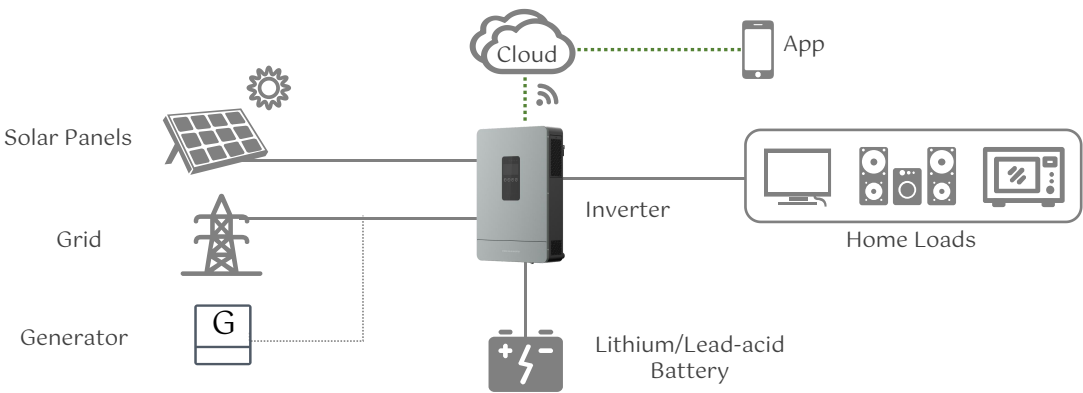 Cloud
App
Solar Panels
Inverter
Grid
Home Loads
G
Generator
Lithium/Lead-acid
Battery